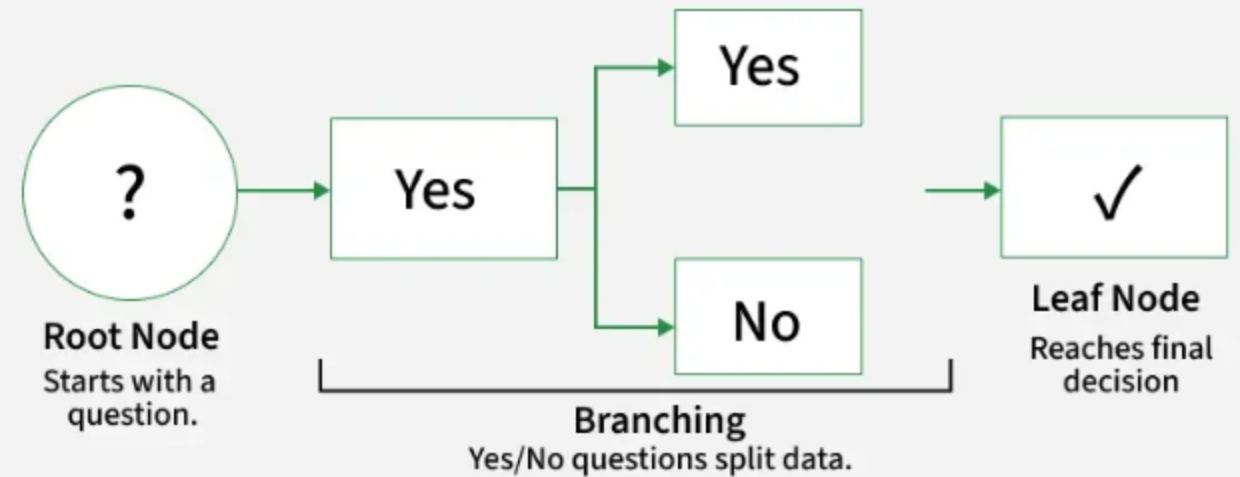 ?
Root Node
Starts with a
question.
Yes
Yes
No
Branching
Yes/No questions split data.
✓
Leaf Node
Reaches final
decision